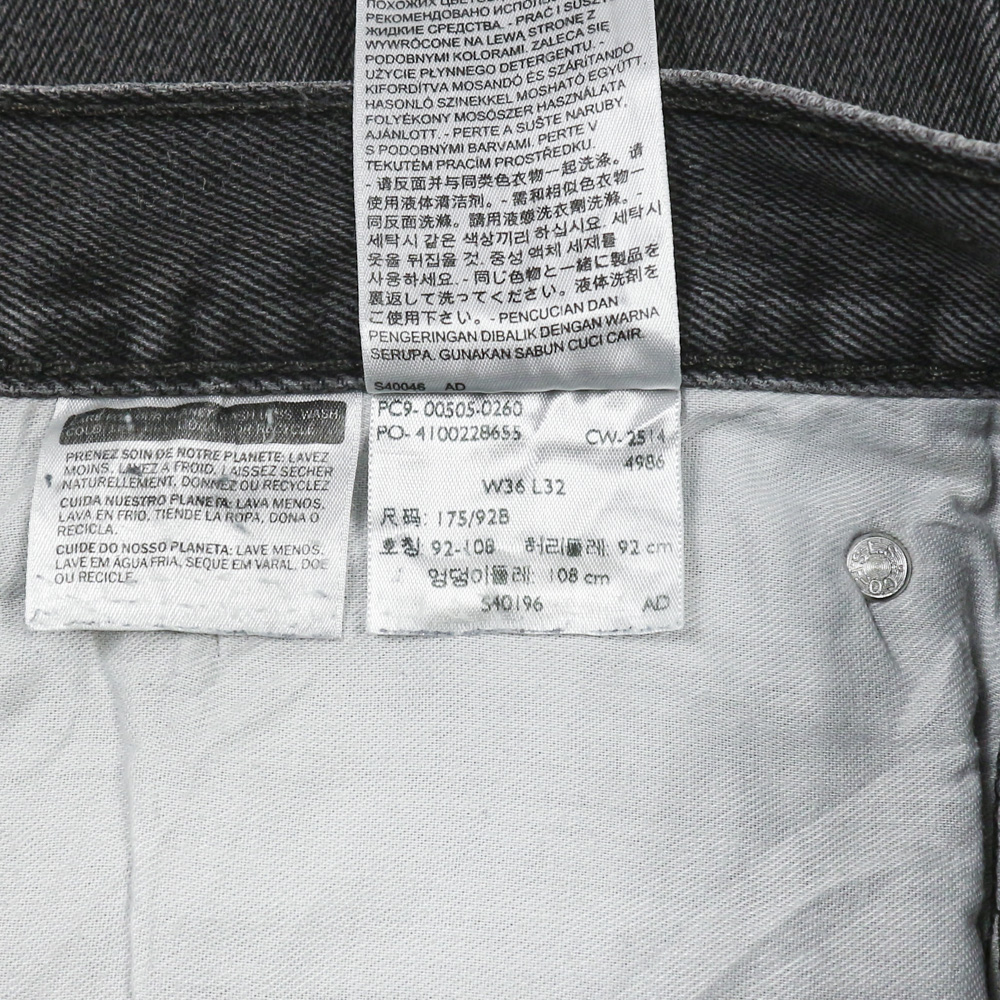 ПОХОЖИХ
РЕКОМЕНДОВАНО
ЖИДКИЕ СРЕДСТВА. - PRAĆ I
WYWRÓCONE NA LEWĄ STRONĘ Z
PODOBNYMI KOLORAMI. ZALECA SIĘ
UŻYCIE PŁYNNEGO DETERGENTU. -
KIFORDÍTVA MOSANDÓ ÉS SZÁRÍTANDÓ
HASONLÓ SZINEKKEL MOSHATÓ EGYÜTT.
FOLYÉKONY MOSÓSZER HASZNÁLATA
AJÁNLOTT. - PERTE A SUŠTE NARUBY,
S PODOBNÝMI BARVAMI. PERTE V
TEKUTÉM PRACÍM PROSTŘEDKU.
- 请反面并与同类色衣物一起洗涤。请
使用液体清洁剂。- 需和相似色衣物一
同反面洗滌。請用液態洗衣劑洗滌。-
세탁시 같은 색상끼리 하십시요. 세탁시
옷을 뒤집을 것. 중성 액체 세제를
사용하세요. - 同じ色物と一緒に製品を
裏返して洗ってください。液体洗剤を
ご使用下さい。- PENCUCIAN DAN
PENGERINGAN DIBALIK DENGAN WARNA
SERUPA. GUNAKAN SABUN CUCI CAIR.
S40046 AD
WASH
COLD
PRENEZ SOIN DE NOTRE PLANETE: LAVEZ
MOINS, LAVEZ A FROID, LAISSEZ SECHER
NATURELLEMENT, DONNEZ OU RECYCLEZ
CUIDA NUESTRO PLANETA: LAVA MENOS,
LAVA EN FRIO, TIENDE LA ROPA, DONA O
RECICLA.
CUIDE DO NOSSO PLANETA: LAVE MENOS,
LAVE EM ÁGUA FRIA, SEQUE EM VARAL, DOE
OU RECICLE.
PC9- 00505-0260
PO- 4100228655 CW- 2514
4986
W36 L32
尺码: 175/92B
호칭 92-108 허리둘레: 92 cm
엉덩이둘레: 108 cm
S40196 AD